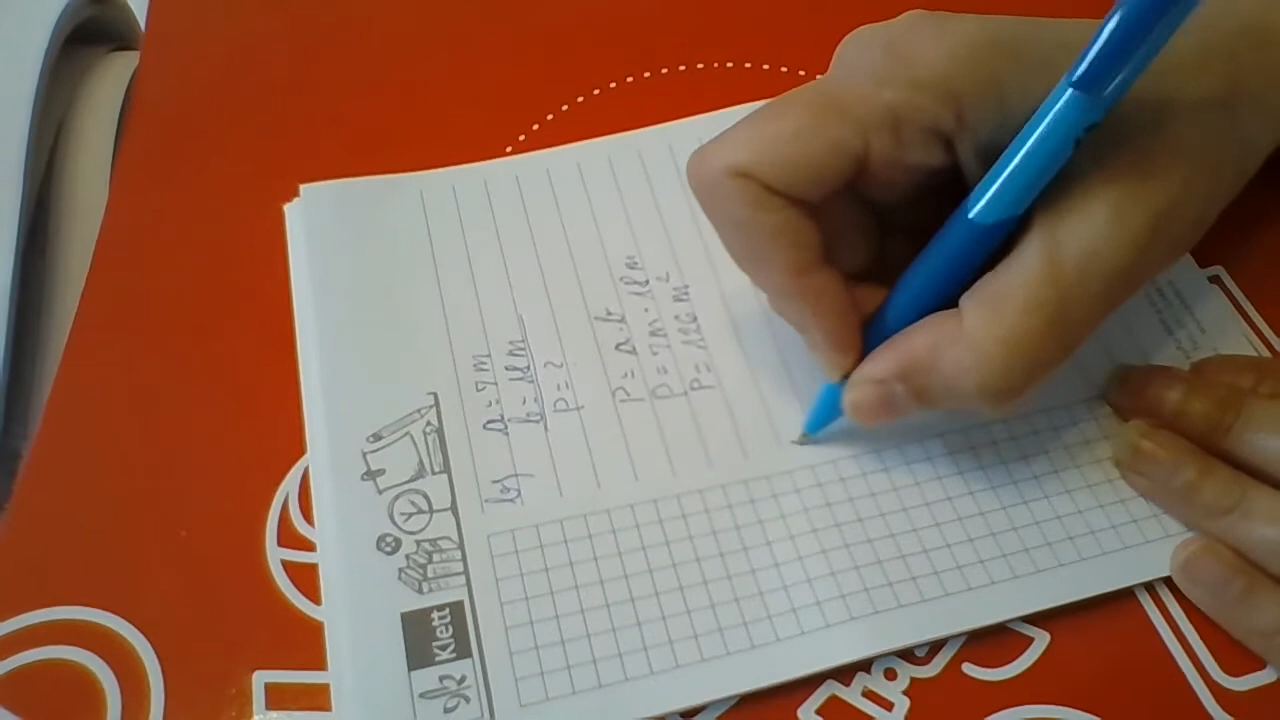 Klett
b)
a = 7m
b = 18m
P = ?
P = a · b
P = 7m · 18m
P = 126 m²